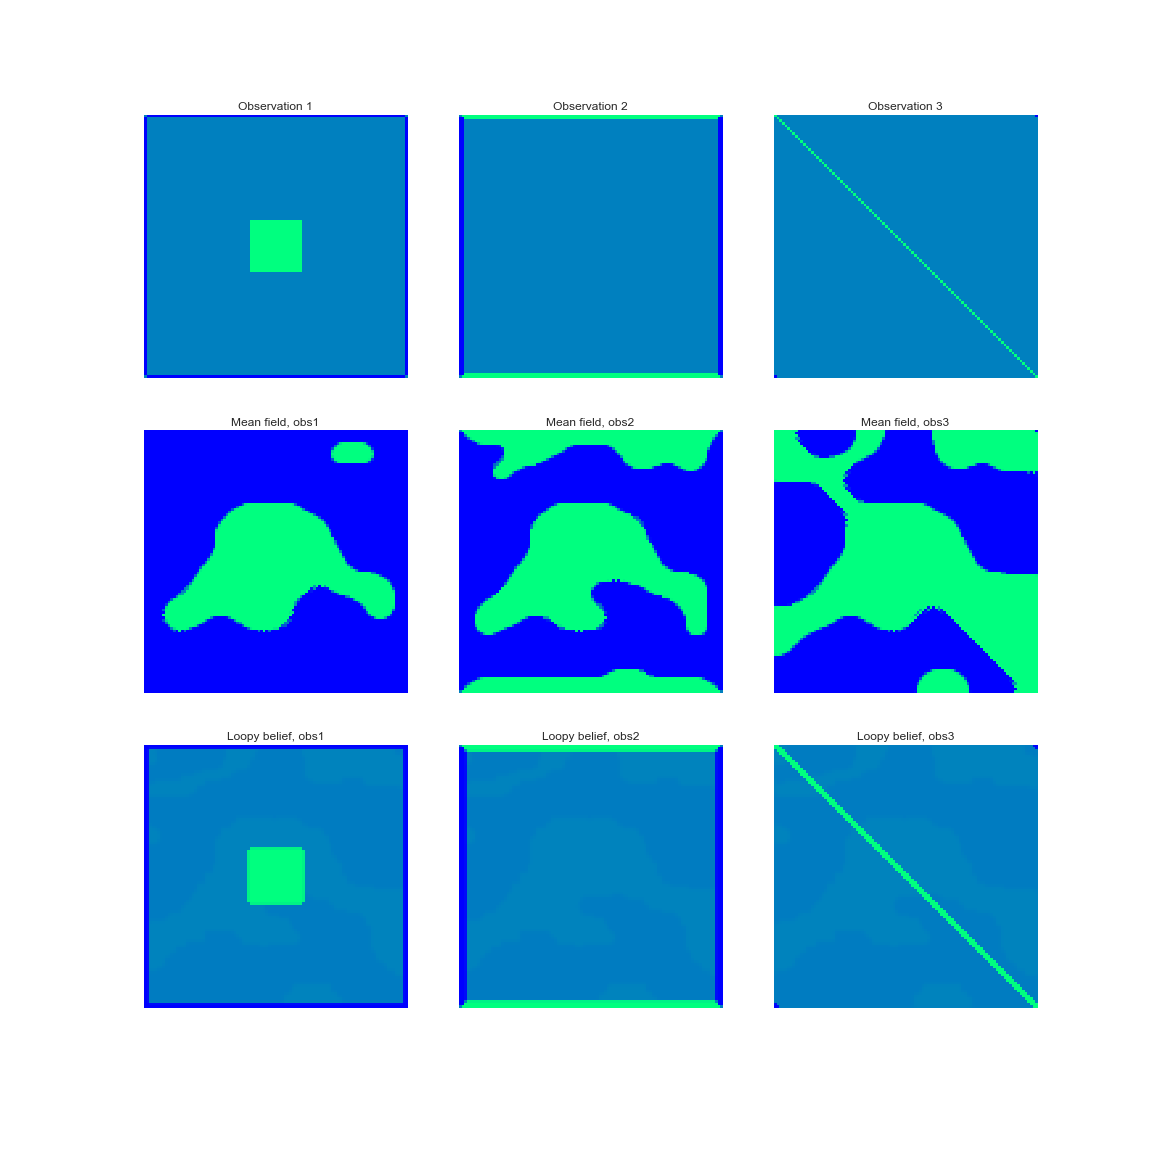 Observation 1
Observation 2
Observation 3
Mean field, obs1
Mean field, obs2
Mean field, obs3
Loopy belief, obs1
Loopy belief, obs2
Loopy belief, obs3